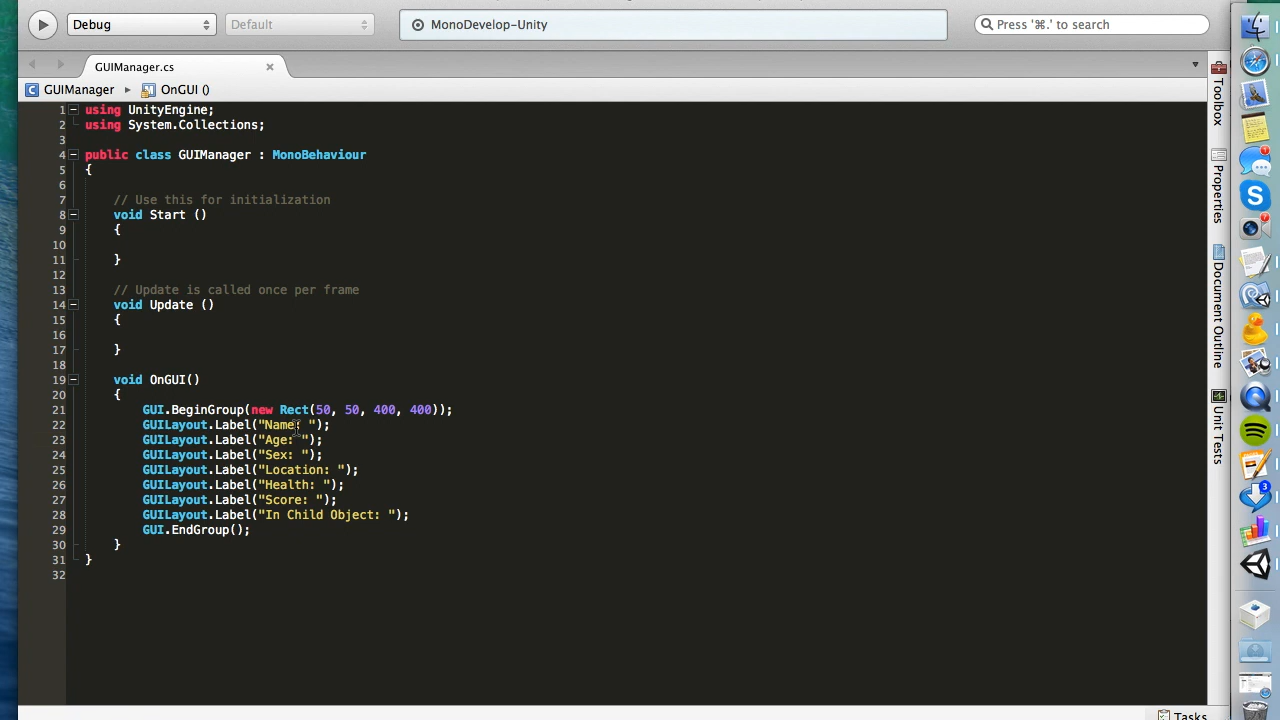 Debug
Default
MonoDevelop-Unity
Press '⌘.' to search
GUIManager.cs
GUIManager ▸ OnGUI ()
1 using UnityEngine;
2 using System.Collections;
3
4 public class GUIManager : MonoBehaviour
5 {
6
7 // Use this for initialization
8 void Start ()
9 {
10
11 }
12
13 // Update is called once per frame
14 void Update ()
15 {
16
17 }
18
19 void OnGUI()
20 {
21 GUI.BeginGroup(new Rect(50, 50, 400, 400));
22 GUILayout.Label("Name: ");
23 GUILayout.Label("Age: ");
24 GUILayout.Label("Sex: ");
25 GUILayout.Label("Location: ");
26 GUILayout.Label("Health: ");
27 GUILayout.Label("Score: ");
28 GUILayout.Label("In Child Object: ");
29 GUI.EndGroup();
30 }
31 }
32
Toolbox
Properties
Document Outline
Unit Tests
Tasks
1
S
7
3